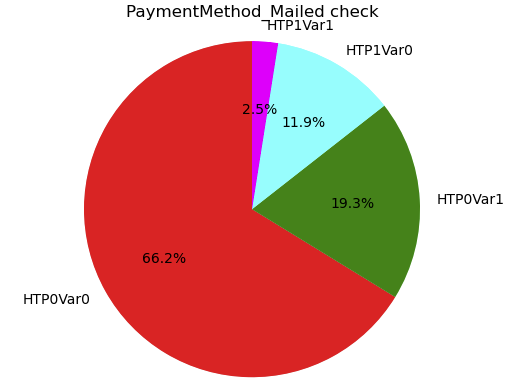 PaymentMethod_Mailed check
HTP1Var1
HTP1Var0
2.5%
11.9%
HTP0Var1
19.3%
66.2%
HTP0Var0